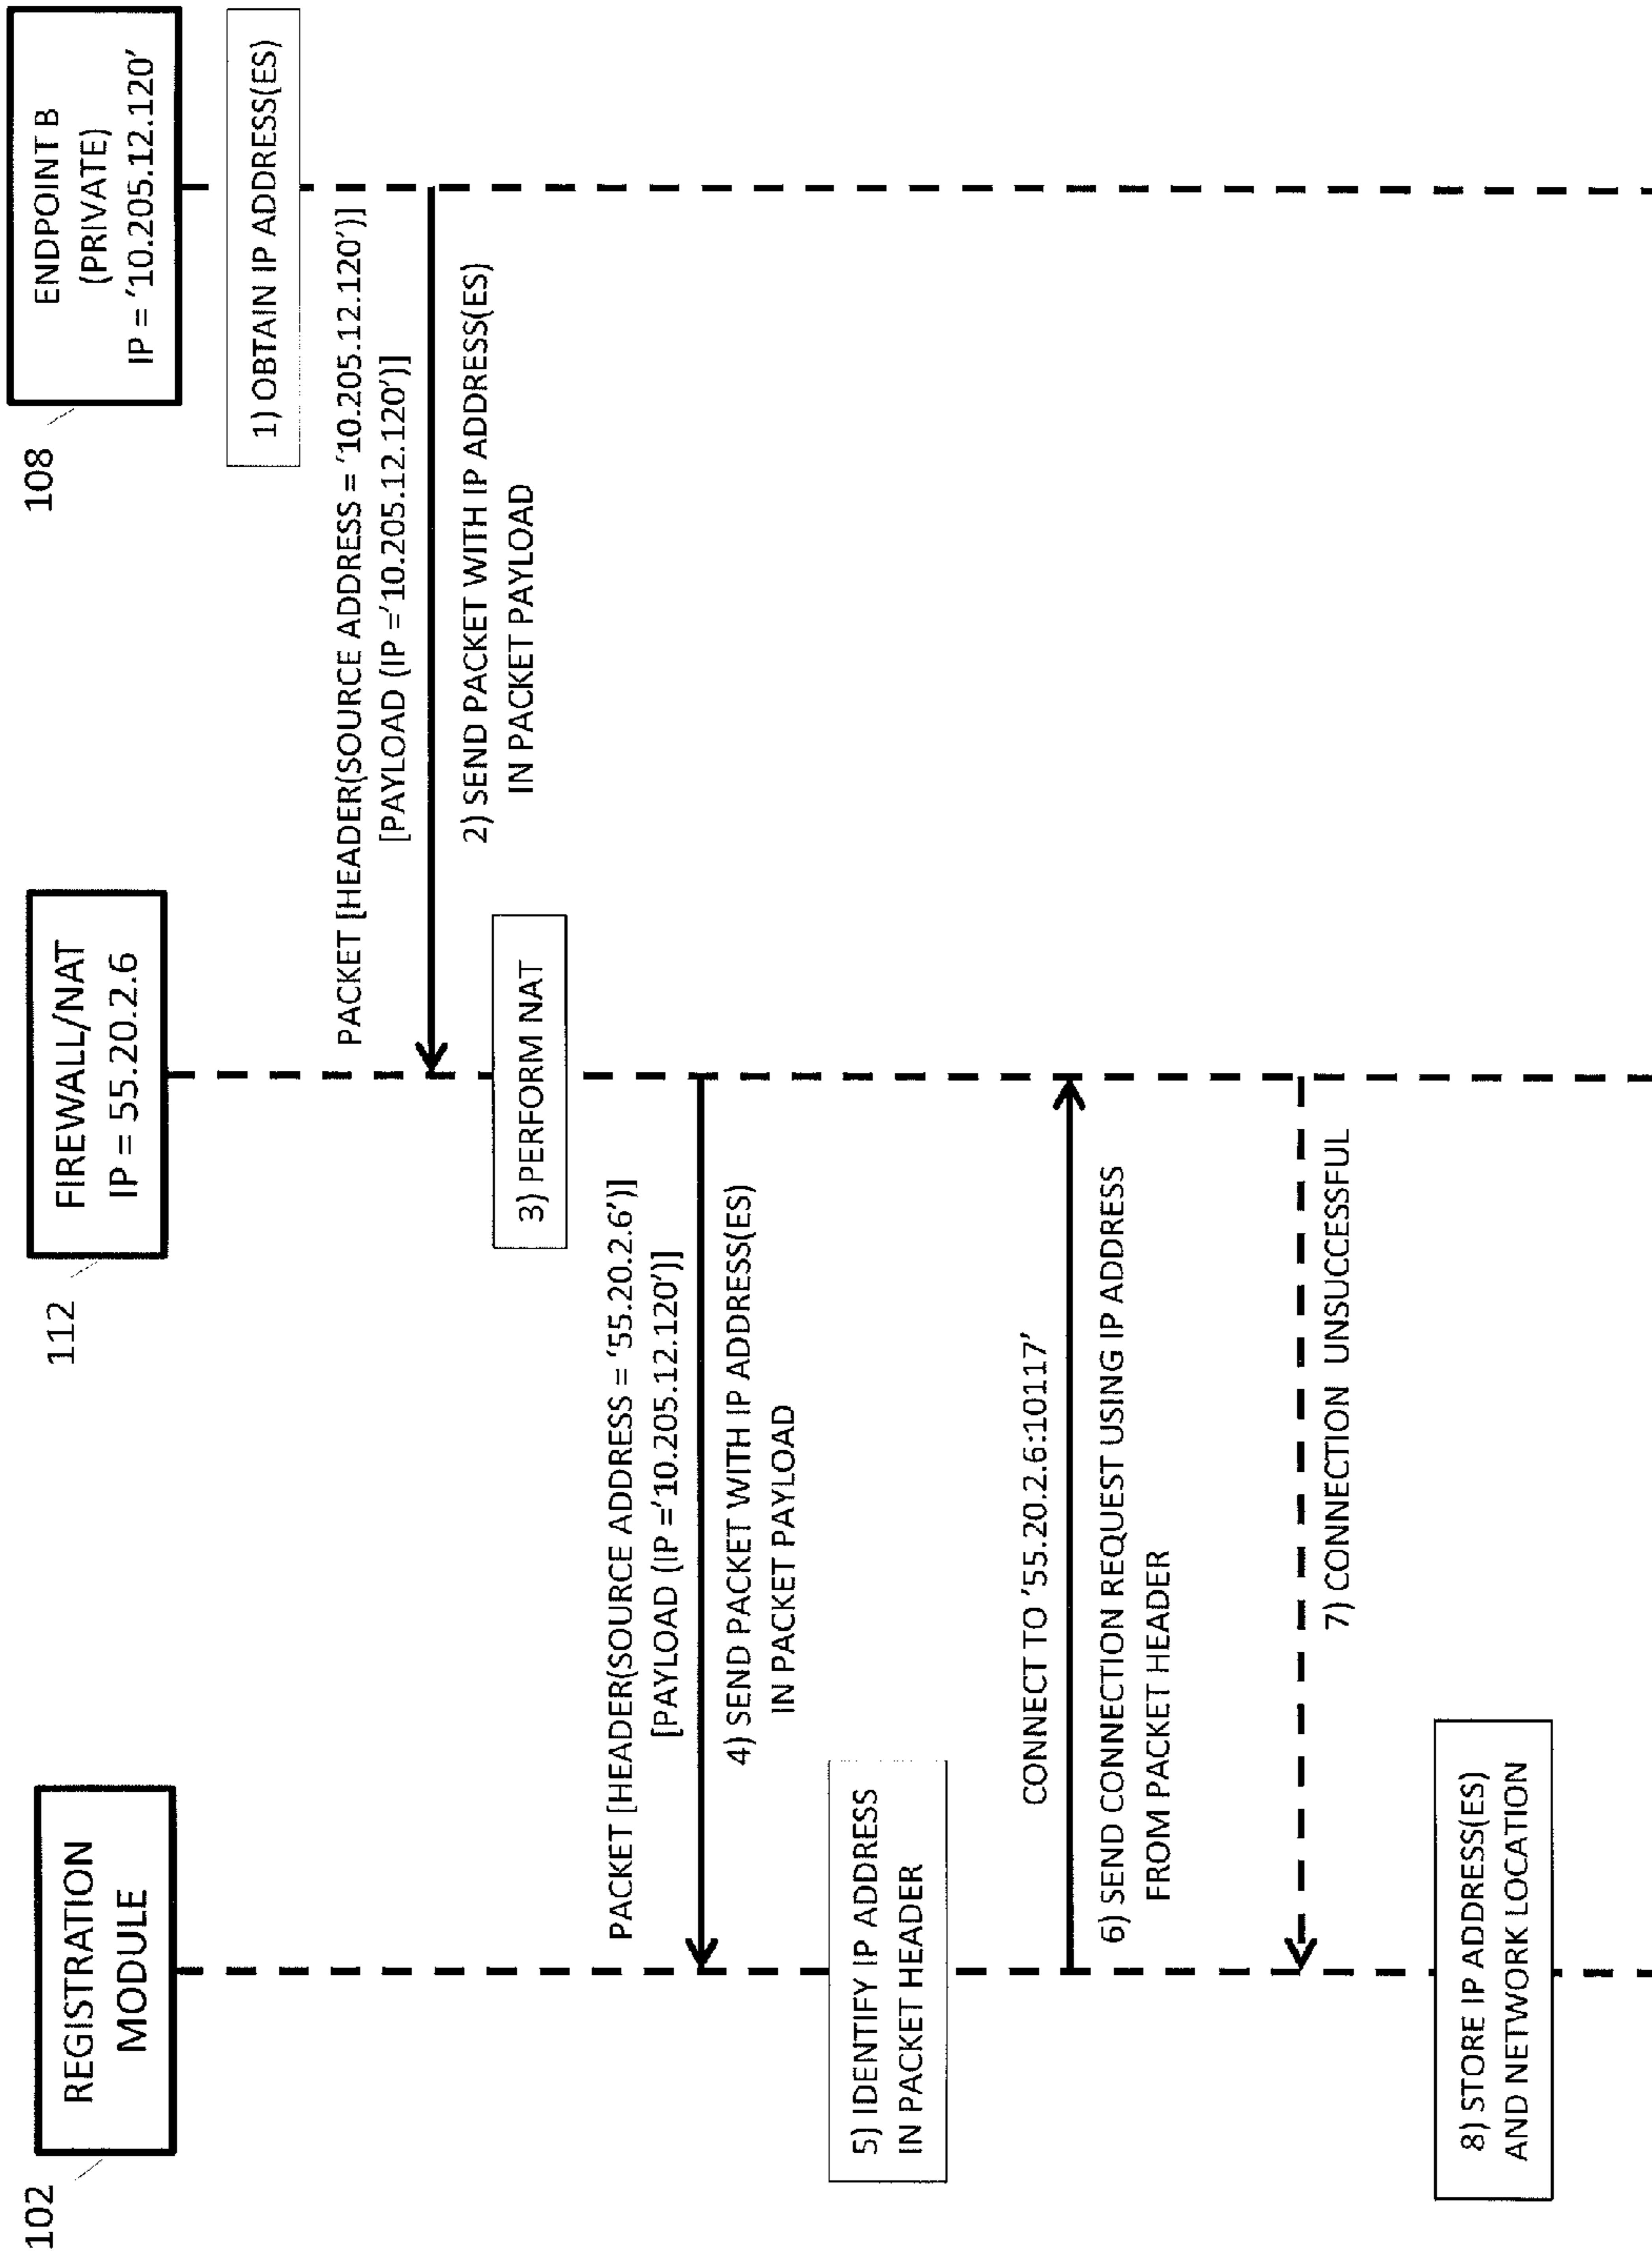 102
REGISTRATION
MODULE
112
FIREWALL/NAT
IP = 55.20.2.6
108
ENDPOINT B
(PRIVATE)
IP = '10.205.12.120'
1) OBTAIN IP ADDRESS(ES)
PACKET [HEADER(SOURCE ADDRESS = '10.205.12.120')]
[PAYLOAD (IP ='10.205.12.120')]
2) SEND PACKET WITH IP ADDRESS(ES)
IN PACKET PAYLOAD
3) PERFORM NAT
PACKET [HEADER(SOURCE ADDRESS = '55.20.2.6')]
[PAYLOAD (IP ='10.205.12.120')]
4) SEND PACKET WITH IP ADDRESS(ES)
IN PACKET PAYLOAD
5) IDENTIFY IP ADDRESS
IN PACKET HEADER
CONNECT TO '55.20.2.6:10117'
6) SEND CONNECTION REQUEST USING IP ADDRESS
FROM PACKET HEADER
7) CONNECTION UNSUCCESSFUL
8) STORE IP ADDRESS(ES)
AND NETWORK LOCATION